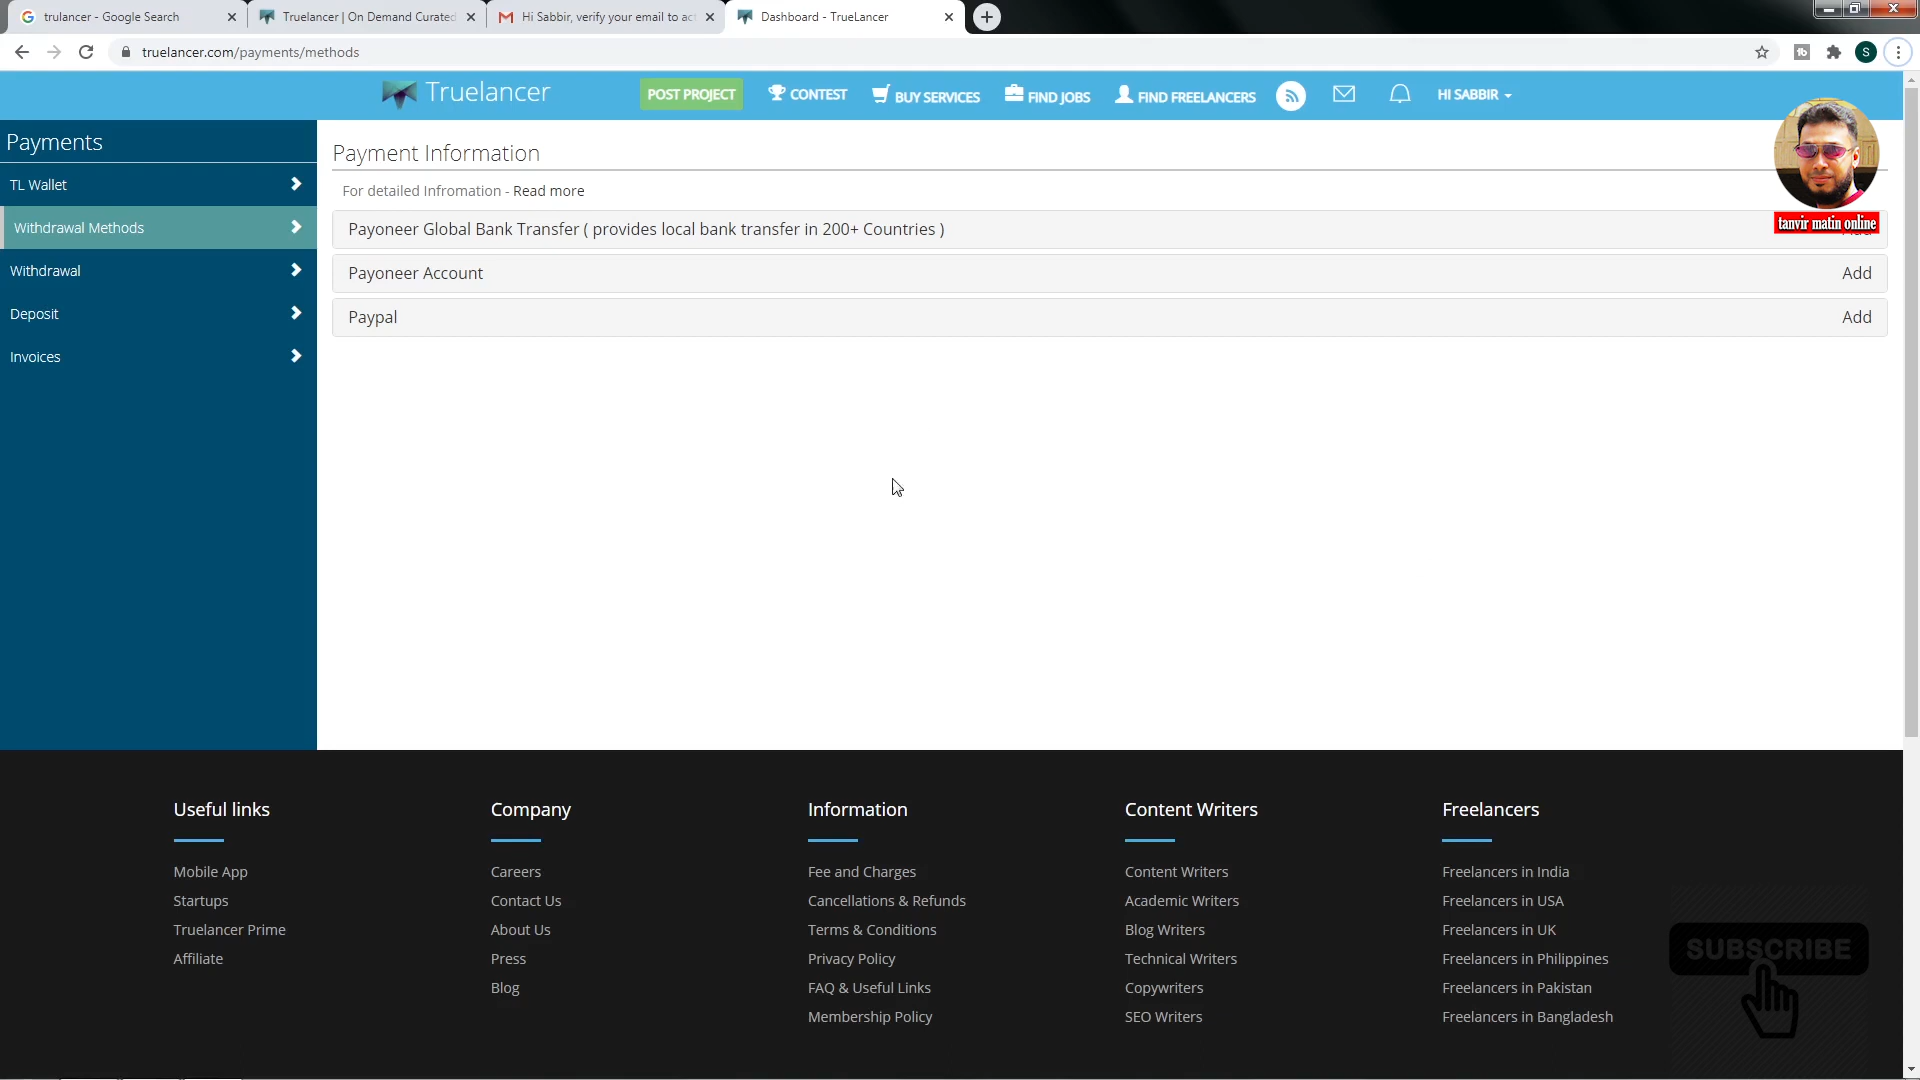 trulancer - Google Search
Truelancer | On Demand Curated
Hi Sabbir, verify your email to act
Dashboard - TrueLancer
truelancer.com/payments/methods
S
Truelancer
POST PROJECT
CONTEST
BUY SERVICES
FIND JOBS
FIND FREELANCERS
HI SABBIR
Payments
TL Wallet
Withdrawal Methods
Withdrawal
Deposit
Invoices
Payment Information
For detailed Infromation - Read more
Payoneer Global Bank Transfer ( provides local bank transfer in 200+ Countries )
tanvir matin online
Payoneer Account
Add
Paypal
Add
Useful links
Mobile App
Startups
Truelancer Prime
Affiliate
Company
Careers
Contact Us
About Us
Press
Blog
Information
Fee and Charges
Cancellations & Refunds
Terms & Conditions
Privacy Policy
FAQ & Useful Links
Membership Policy
Content Writers
Content Writers
Academic Writers
Blog Writers
Technical Writers
Copywriters
SEO Writers
Freelancers
Freelancers in India
Freelancers in USA
Freelancers in UK
Freelancers in Philippines
Freelancers in Pakistan
Freelancers in Bangladesh
SUBSCRIBE